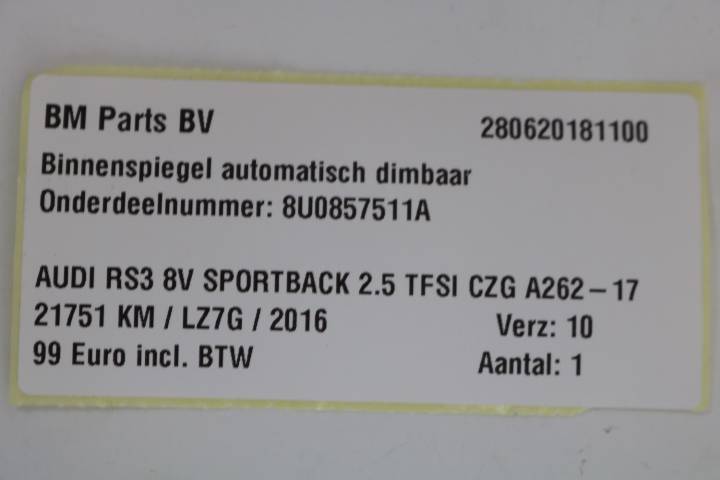 BM Parts BV 280620181100
Binnenspiegel automatisch dimbaar
Onderdeelnummer: 8U0857511A
AUDI RS3 8V SPORTBACK 2.5 TFSI CZG A262-17
21751 KM / LZ7G / 2016 Verz: 10
99 Euro incl. BTW Aantal: 1